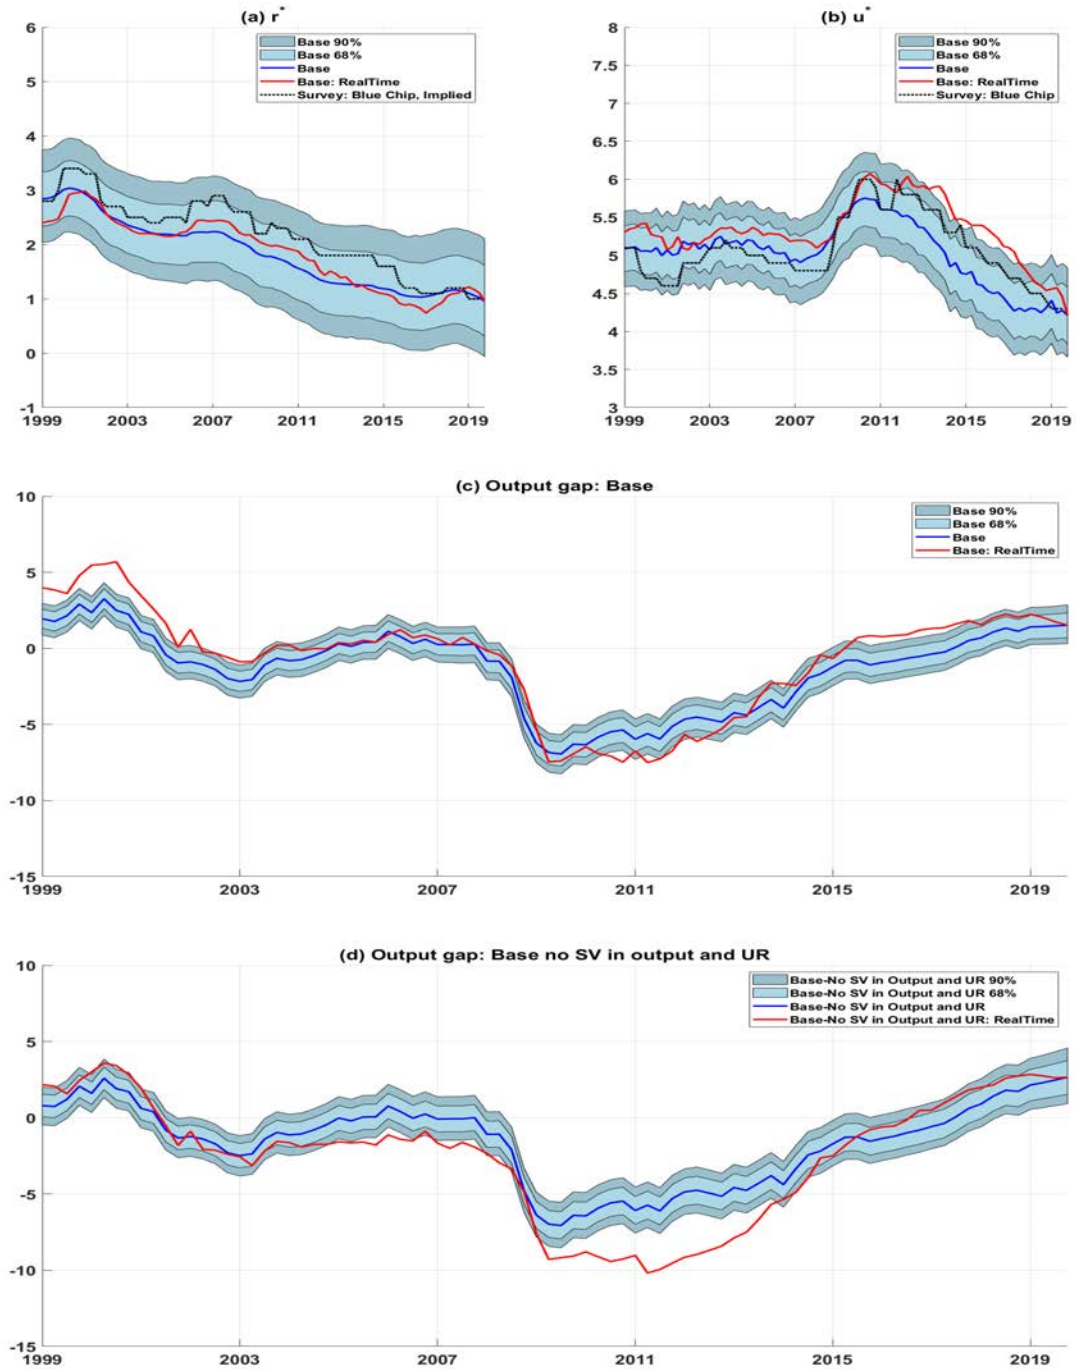 (a) r*
6
5
4
3
2
1
0
-1
1999 2003 2007 2011 2015 2019
Base 90%
Base 68%
Base
Base: RealTime
Survey: Blue Chip, Implied
(b) u*
8
7.5
7
6.5
6
5.5
5
4.5
4
3.5
3
1999 2003 2007 2011 2015 2019
Base 90%
Base 68%
Base
Base: RealTime
Survey: Blue Chip
(c) Output gap: Base
10
5
0
-5
-10
-15
1999 2003 2007 2011 2015 2019
Base 90%
Base 68%
Base
Base: RealTime
(d) Output gap: Base no SV in output and UR
10
5
0
-5
-10
-15
1999 2003 2007 2011 2015 2019
Base-No SV in Output and UR 90%
Base-No SV in Output and UR 68%
Base-No SV in Output and UR
Base-No SV in Output and UR: RealTime